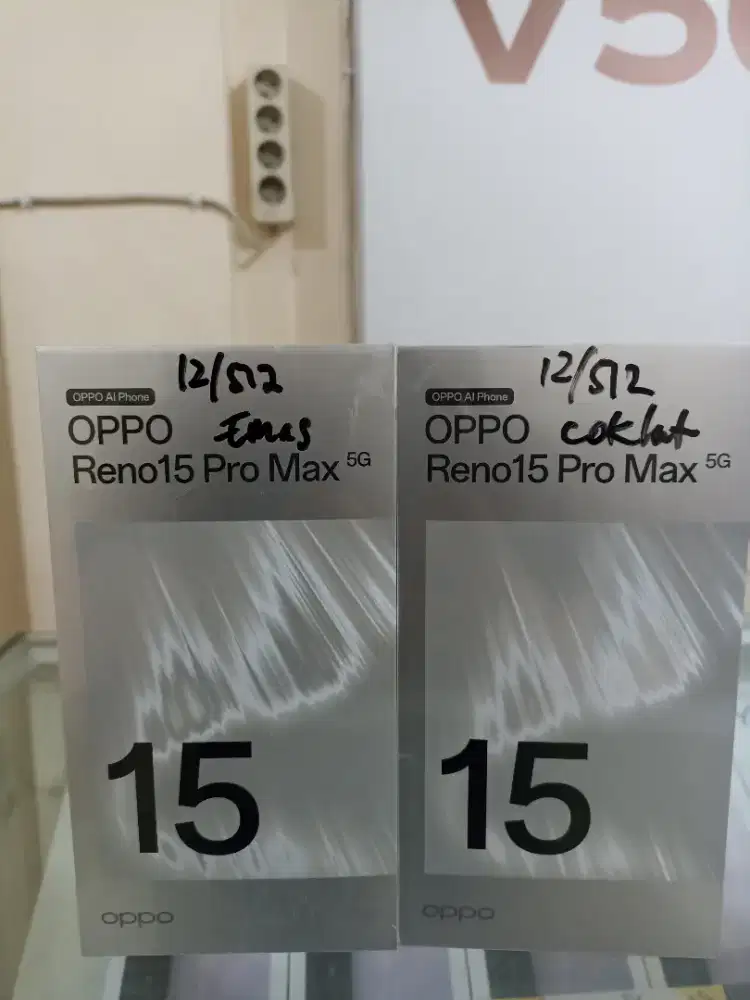 V50
12/512
OPPO AI Phone
OPPO Emas
Reno15 Pro Max 5G
15
oppo
12/512
OPPO AI Phone
OPPO coklat
Reno15 Pro Max 5G
15
oppo